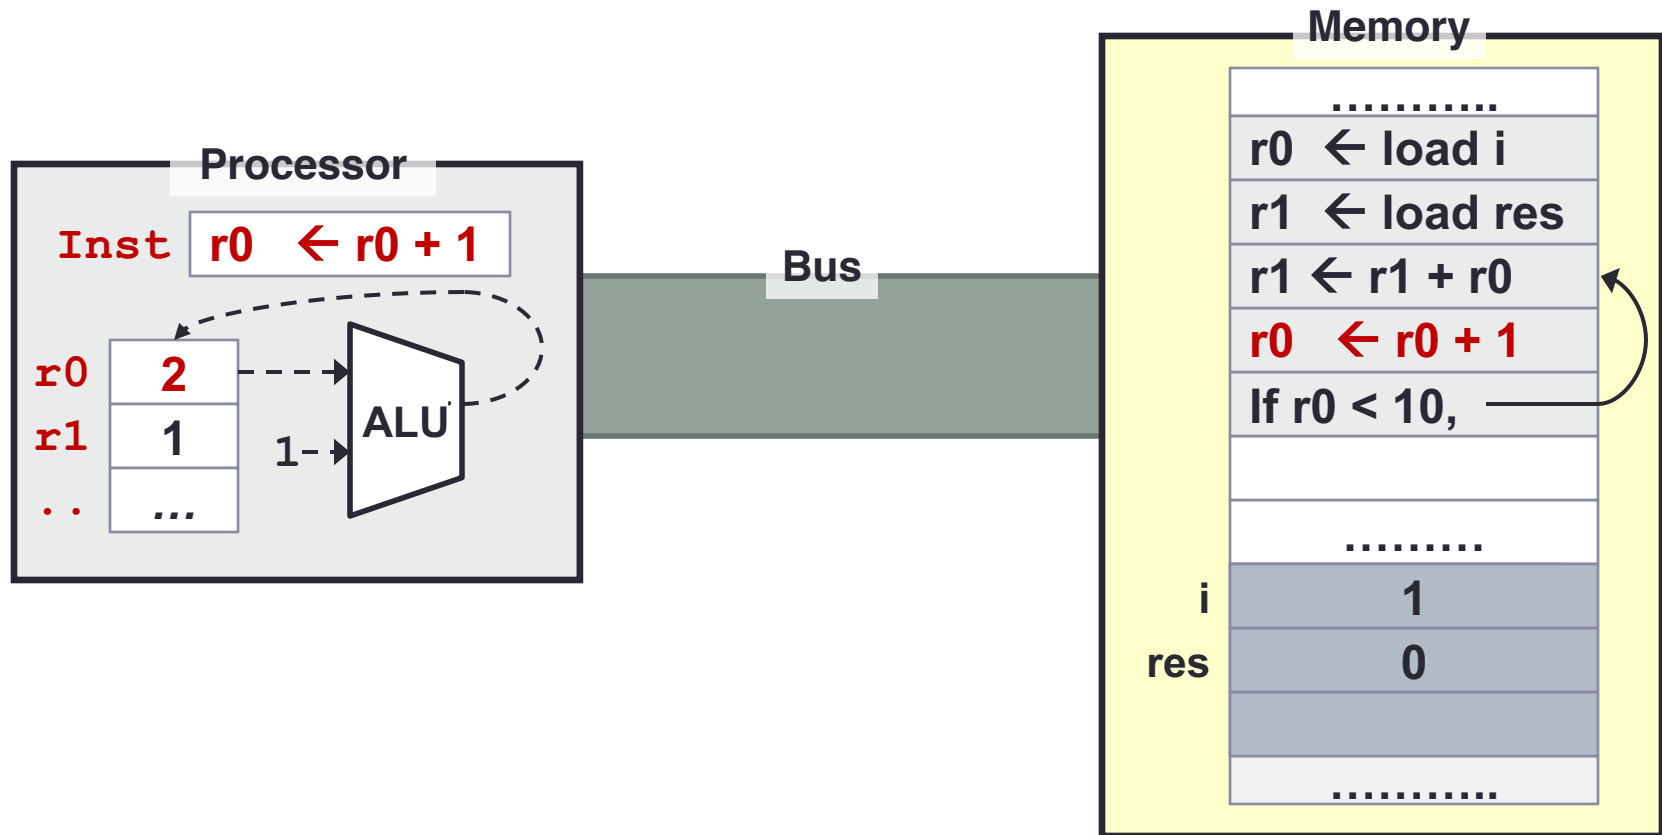 Processor
Inst r0 ← r0 + 1
r0 2
r1 1
.. ...
1
ALU
Bus
Memory
...........
r0 ← load i
r1 ← load res
r1 ← r1 + r0
r0 ← r0 + 1
If r0 < 10,
.........
i 1
res 0
...........